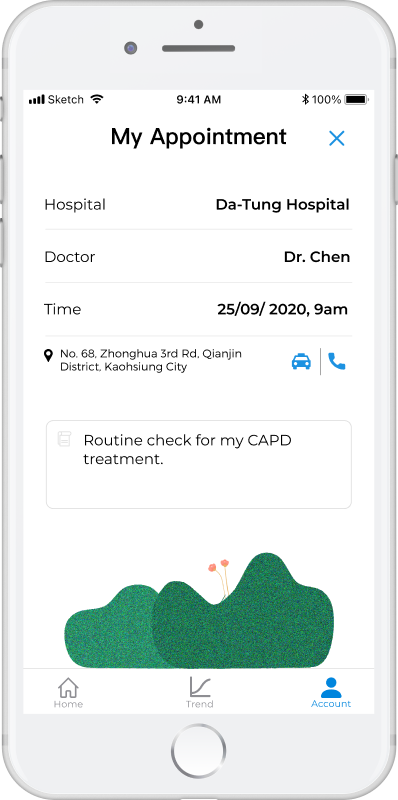 Sketch 9:41 AM 100%
My Appointment
Hospital Da-Tung Hospital
Doctor Dr. Chen
Time 25/09/ 2020, 9am
No. 68, Zhonghua 3rd Rd, Qianjin
District, Kaohsiung City
Routine check for my CAPD
treatment.
Home Trend Account